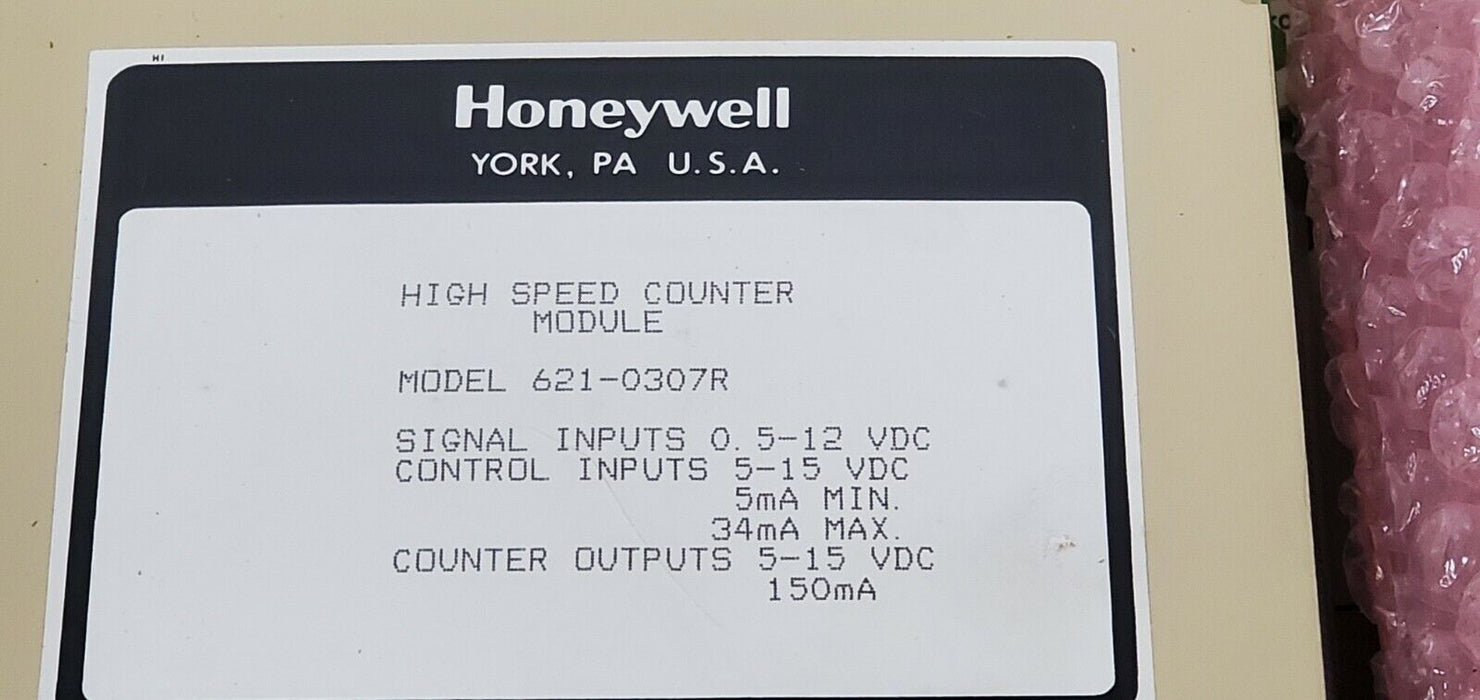 Honeywell
YORK, PA U.S.A.
HIGH SPEED COUNTER
MODULE
MODEL 621-0307R
SIGNAL INPUTS 0.5-12 VDC
CONTROL INPUTS 5-15 VDC
5mA MIN.
34mA MAX.
COUNTER OUTPUTS 5-15 VDC
150mA